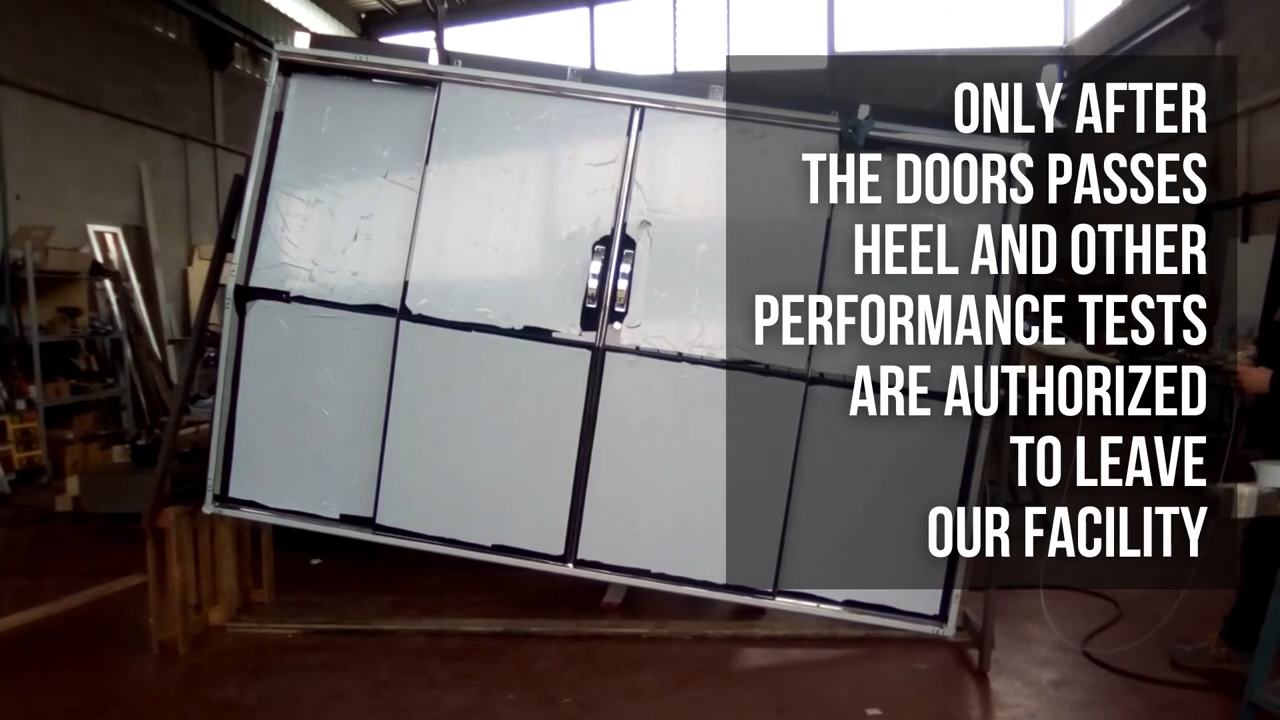 ONLY AFTER
THE DOORS PASSES
HEEL AND OTHER
PERFORMANCE TESTS
ARE AUTHORIZED
TO LEAVE
OUR FACILITY